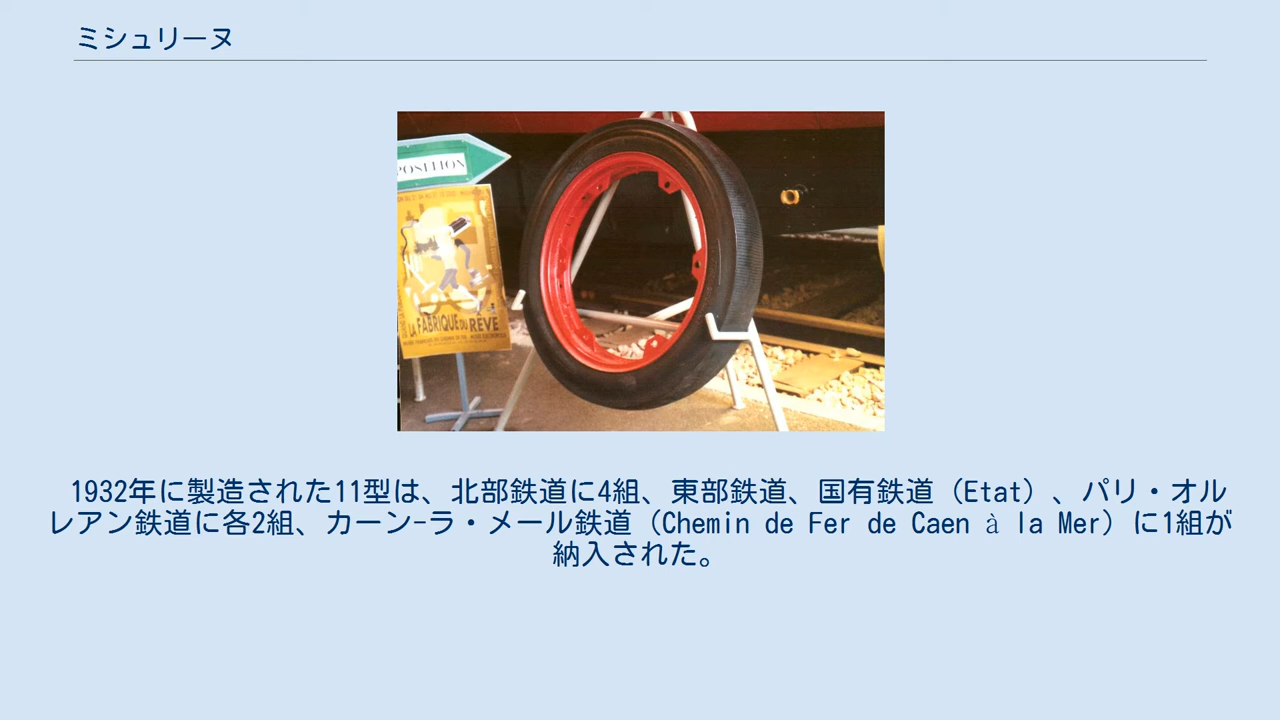 ミシュリーヌ
POSITION
LA FABRIQUE DU RÊVE
1932年に製造された11型は、北部鉄道に4組、東部鉄道、国有鉄道（Etat）、パリ・オル
レアン鉄道に各2組、カーン-ラ・メール鉄道（Chemin de Fer de Caen à la Mer）に1組が
納入された。